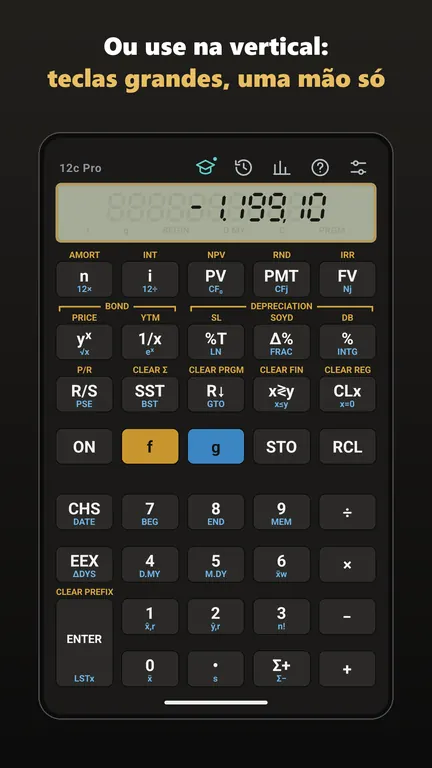 Ou use na vertical:
teclas grandes, uma mão só
12c Pro
-1.199,10
AMORT INT NPV RND IRR
n i PV PMT FV
12× 12÷ CF₀ CFj Nj
BOND DEPRECIATION
PRICE YTM SL SOYD DB
yˣ 1/x %T Δ% %
√x eˣ LN FRAC INTG
P/R CLEAR Σ CLEAR PRGM CLEAR FIN CLEAR REG
R/S SST R↓ x≷y CLx
PSE BST GTO x≤y x=0
ON f g STO RCL
CHS 7 8 9 ÷
DATE BEG END MEM
EEX 4 5 6 ×
ΔDYS D.MY M.DY x̄w
CLEAR PREFIX
ENTER 1 2 3 −
x̂,r ŷ,r n!
0 · Σ+ +
LSTx x̄ s Σ−